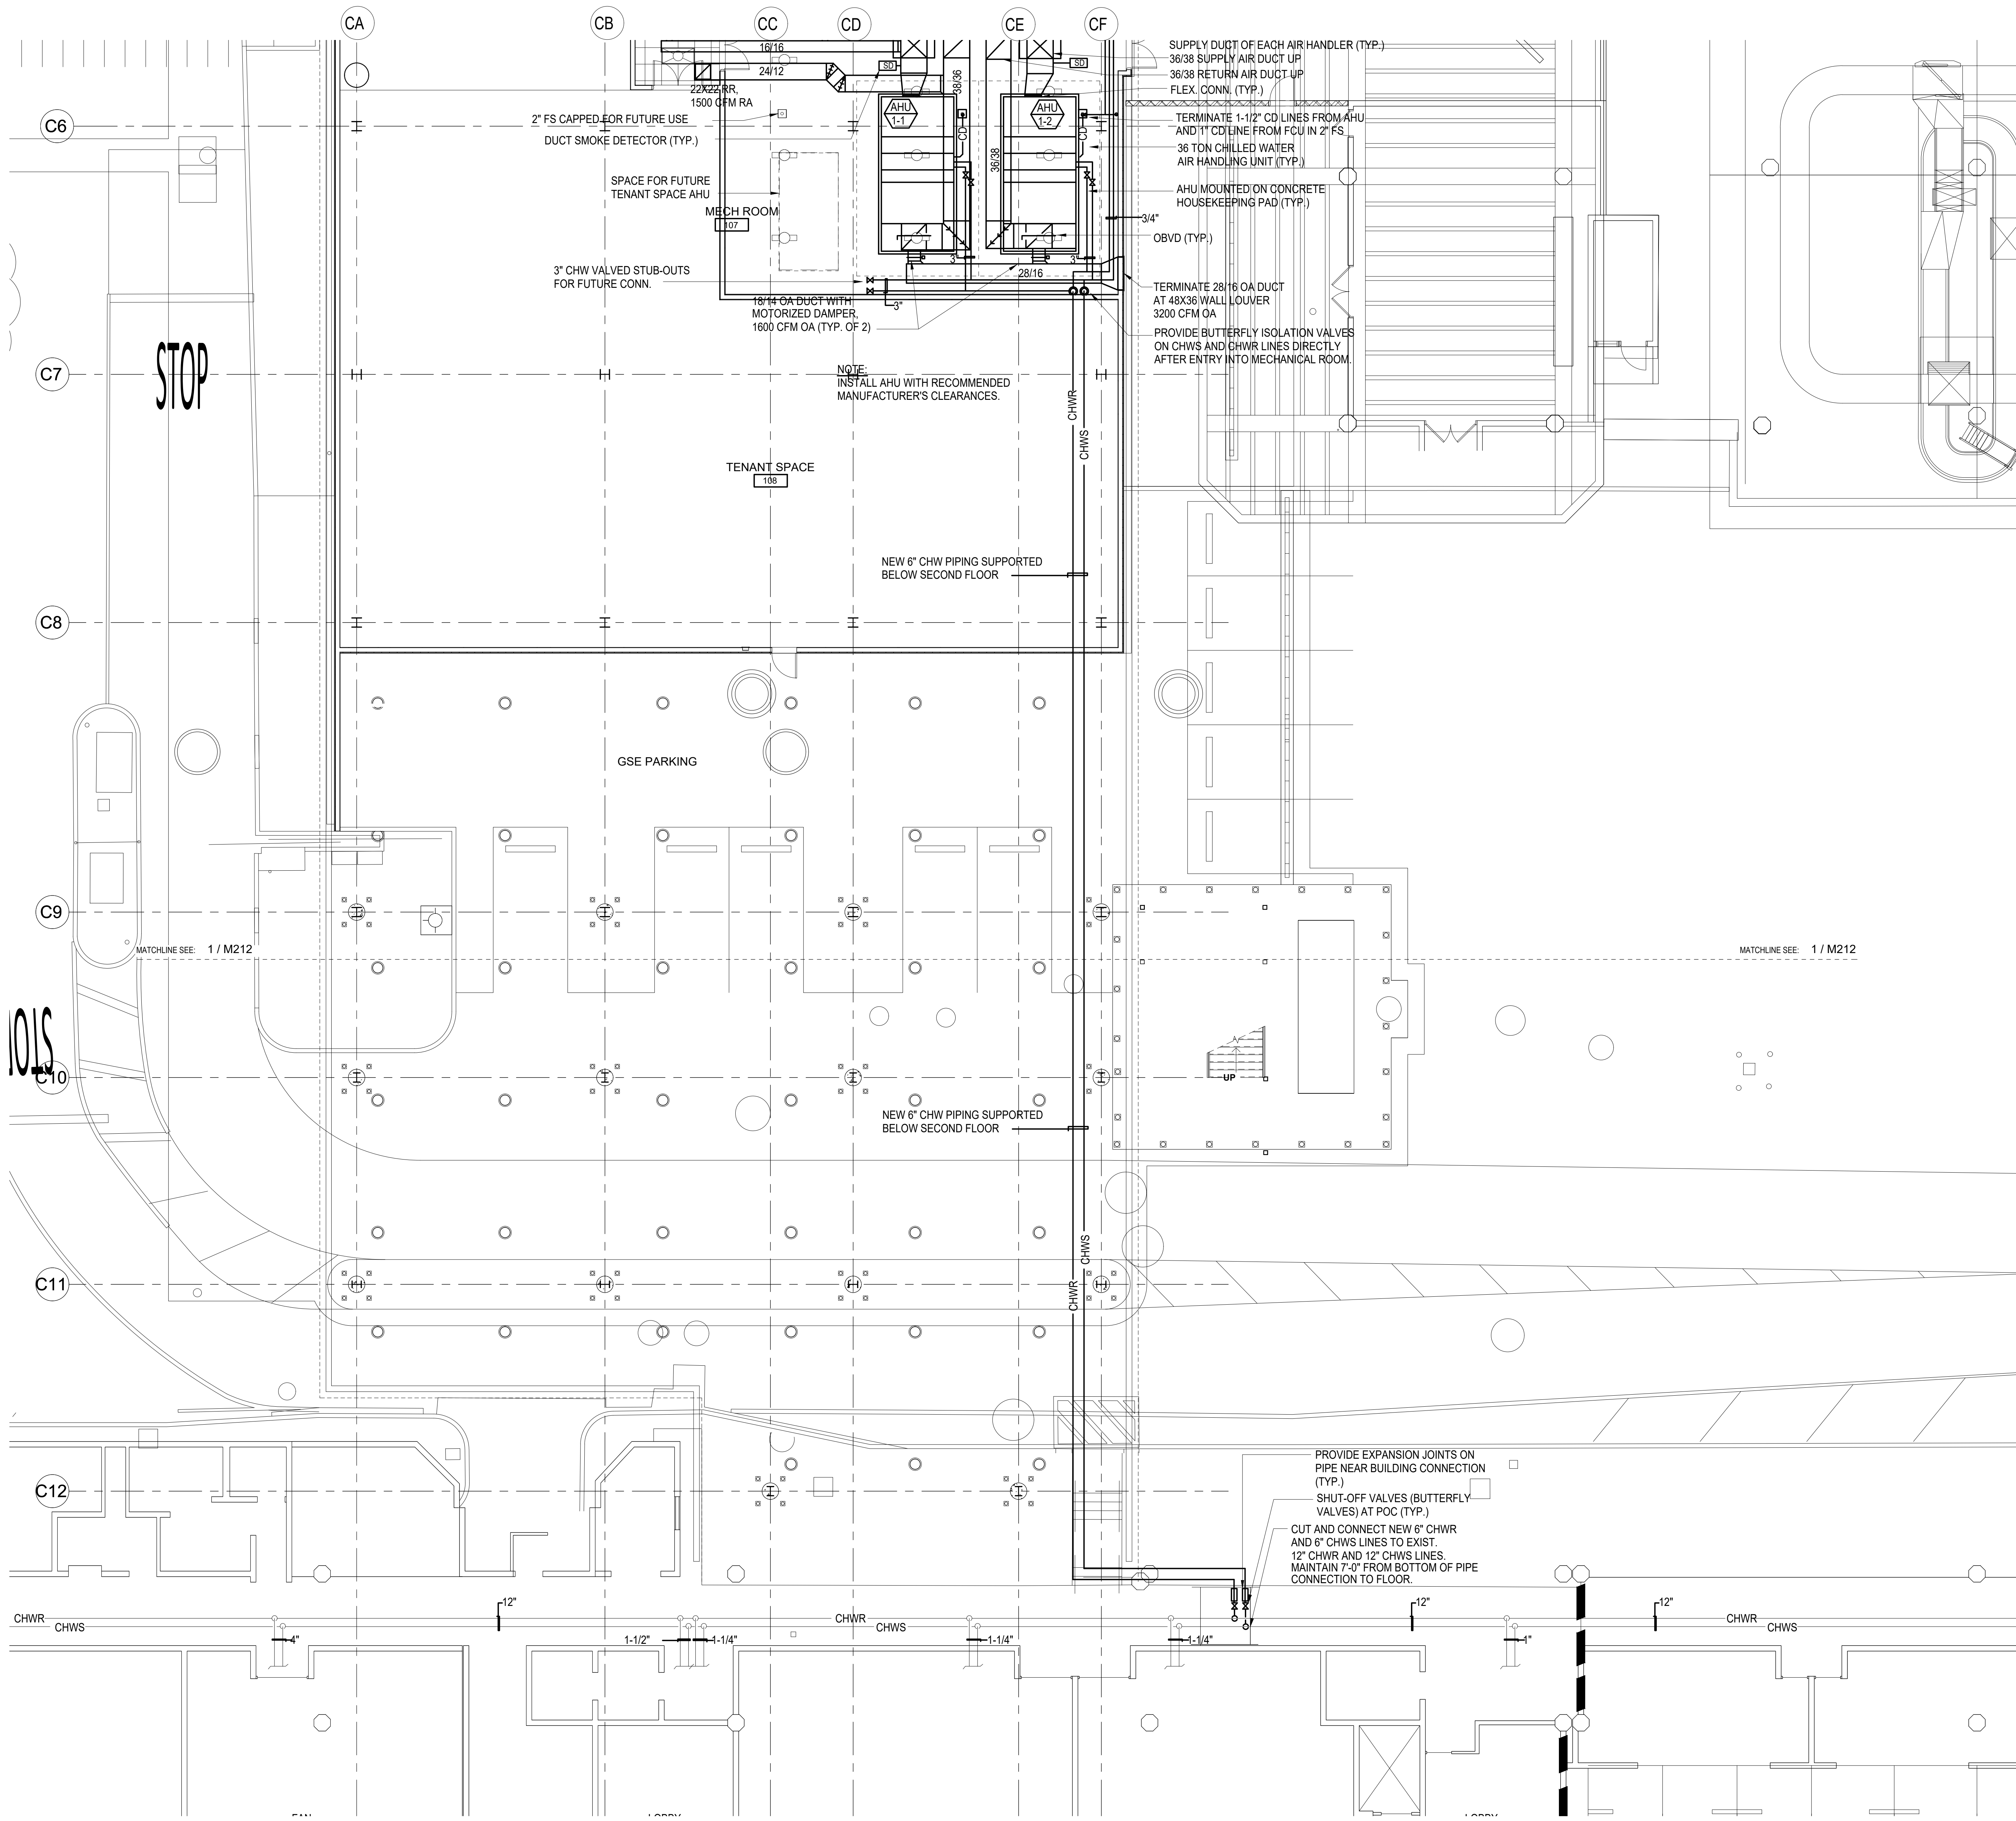 CA
CB
CC
CD
CE
CF
16/16
24/12
22X22 RR,
1500 CFM RA
SD
38/36
SD
SUPPLY DUCT OF EACH AIR HANDLER (TYP.)
36/38 SUPPLY AIR DUCT UP
36/38 RETURN AIR DUCT UP
FLEX. CONN. (TYP.)
C6
2" FS CAPPED FOR FUTURE USE
DUCT SMOKE DETECTOR (TYP.)
AHU
1-1
AHU
1-2
CD
CD
TERMINATE 1-1/2" CD LINES FROM AHU
AND 1" CD LINE FROM FCU IN 2" FS
36 TON CHILLED WATER
AIR HANDLING UNIT (TYP.)
36/38
SPACE FOR FUTURE
TENANT SPACE AHU
AHU MOUNTED ON CONCRETE
HOUSEKEEPING PAD (TYP.)
MECH ROOM
107
3/4"
OBVD (TYP.)
3"
3"
28/16
3" CHW VALVED STUB-OUTS
FOR FUTURE CONN.
3"
18/14 OA DUCT WITH
MOTORIZED DAMPER,
1600 CFM OA (TYP. OF 2)
TERMINATE 28/16 OA DUCT
AT 48X36 WALL LOUVER
3200 CFM OA
PROVIDE BUTTERFLY ISOLATION VALVES
ON CHWS AND CHWR LINES DIRECTLY
AFTER ENTRY INTO MECHANICAL ROOM.
STOP
C7
NOTE:
INSTALL AHU WITH RECOMMENDED
MANUFACTURER'S CLEARANCES.
CHWR
CHWS
TENANT SPACE
108
NEW 6" CHW PIPING SUPPORTED
BELOW SECOND FLOOR
C8
GSE PARKING
C9
MATCHLINE SEE: 1 / M212
MATCHLINE SEE: 1 / M212
STOP
C10
UP
NEW 6" CHW PIPING SUPPORTED
BELOW SECOND FLOOR
CHWS
CHWR
C11
C12
PROVIDE EXPANSION JOINTS ON
PIPE NEAR BUILDING CONNECTION
(TYP.)
SHUT-OFF VALVES (BUTTERFLY
VALVES) AT POC (TYP.)
CUT AND CONNECT NEW 6" CHWR
AND 6" CHWS LINES TO EXIST.
12" CHWR AND 12" CHWS LINES.
MAINTAIN 7'-0" FROM BOTTOM OF PIPE
CONNECTION TO FLOOR.
12"
12"
12"
CHWR
CHWR
CHWR
CHWS
CHWS
CHWS
4"
1-1/2"
1-1/4"
1-1/4"
1-1/4"
1"